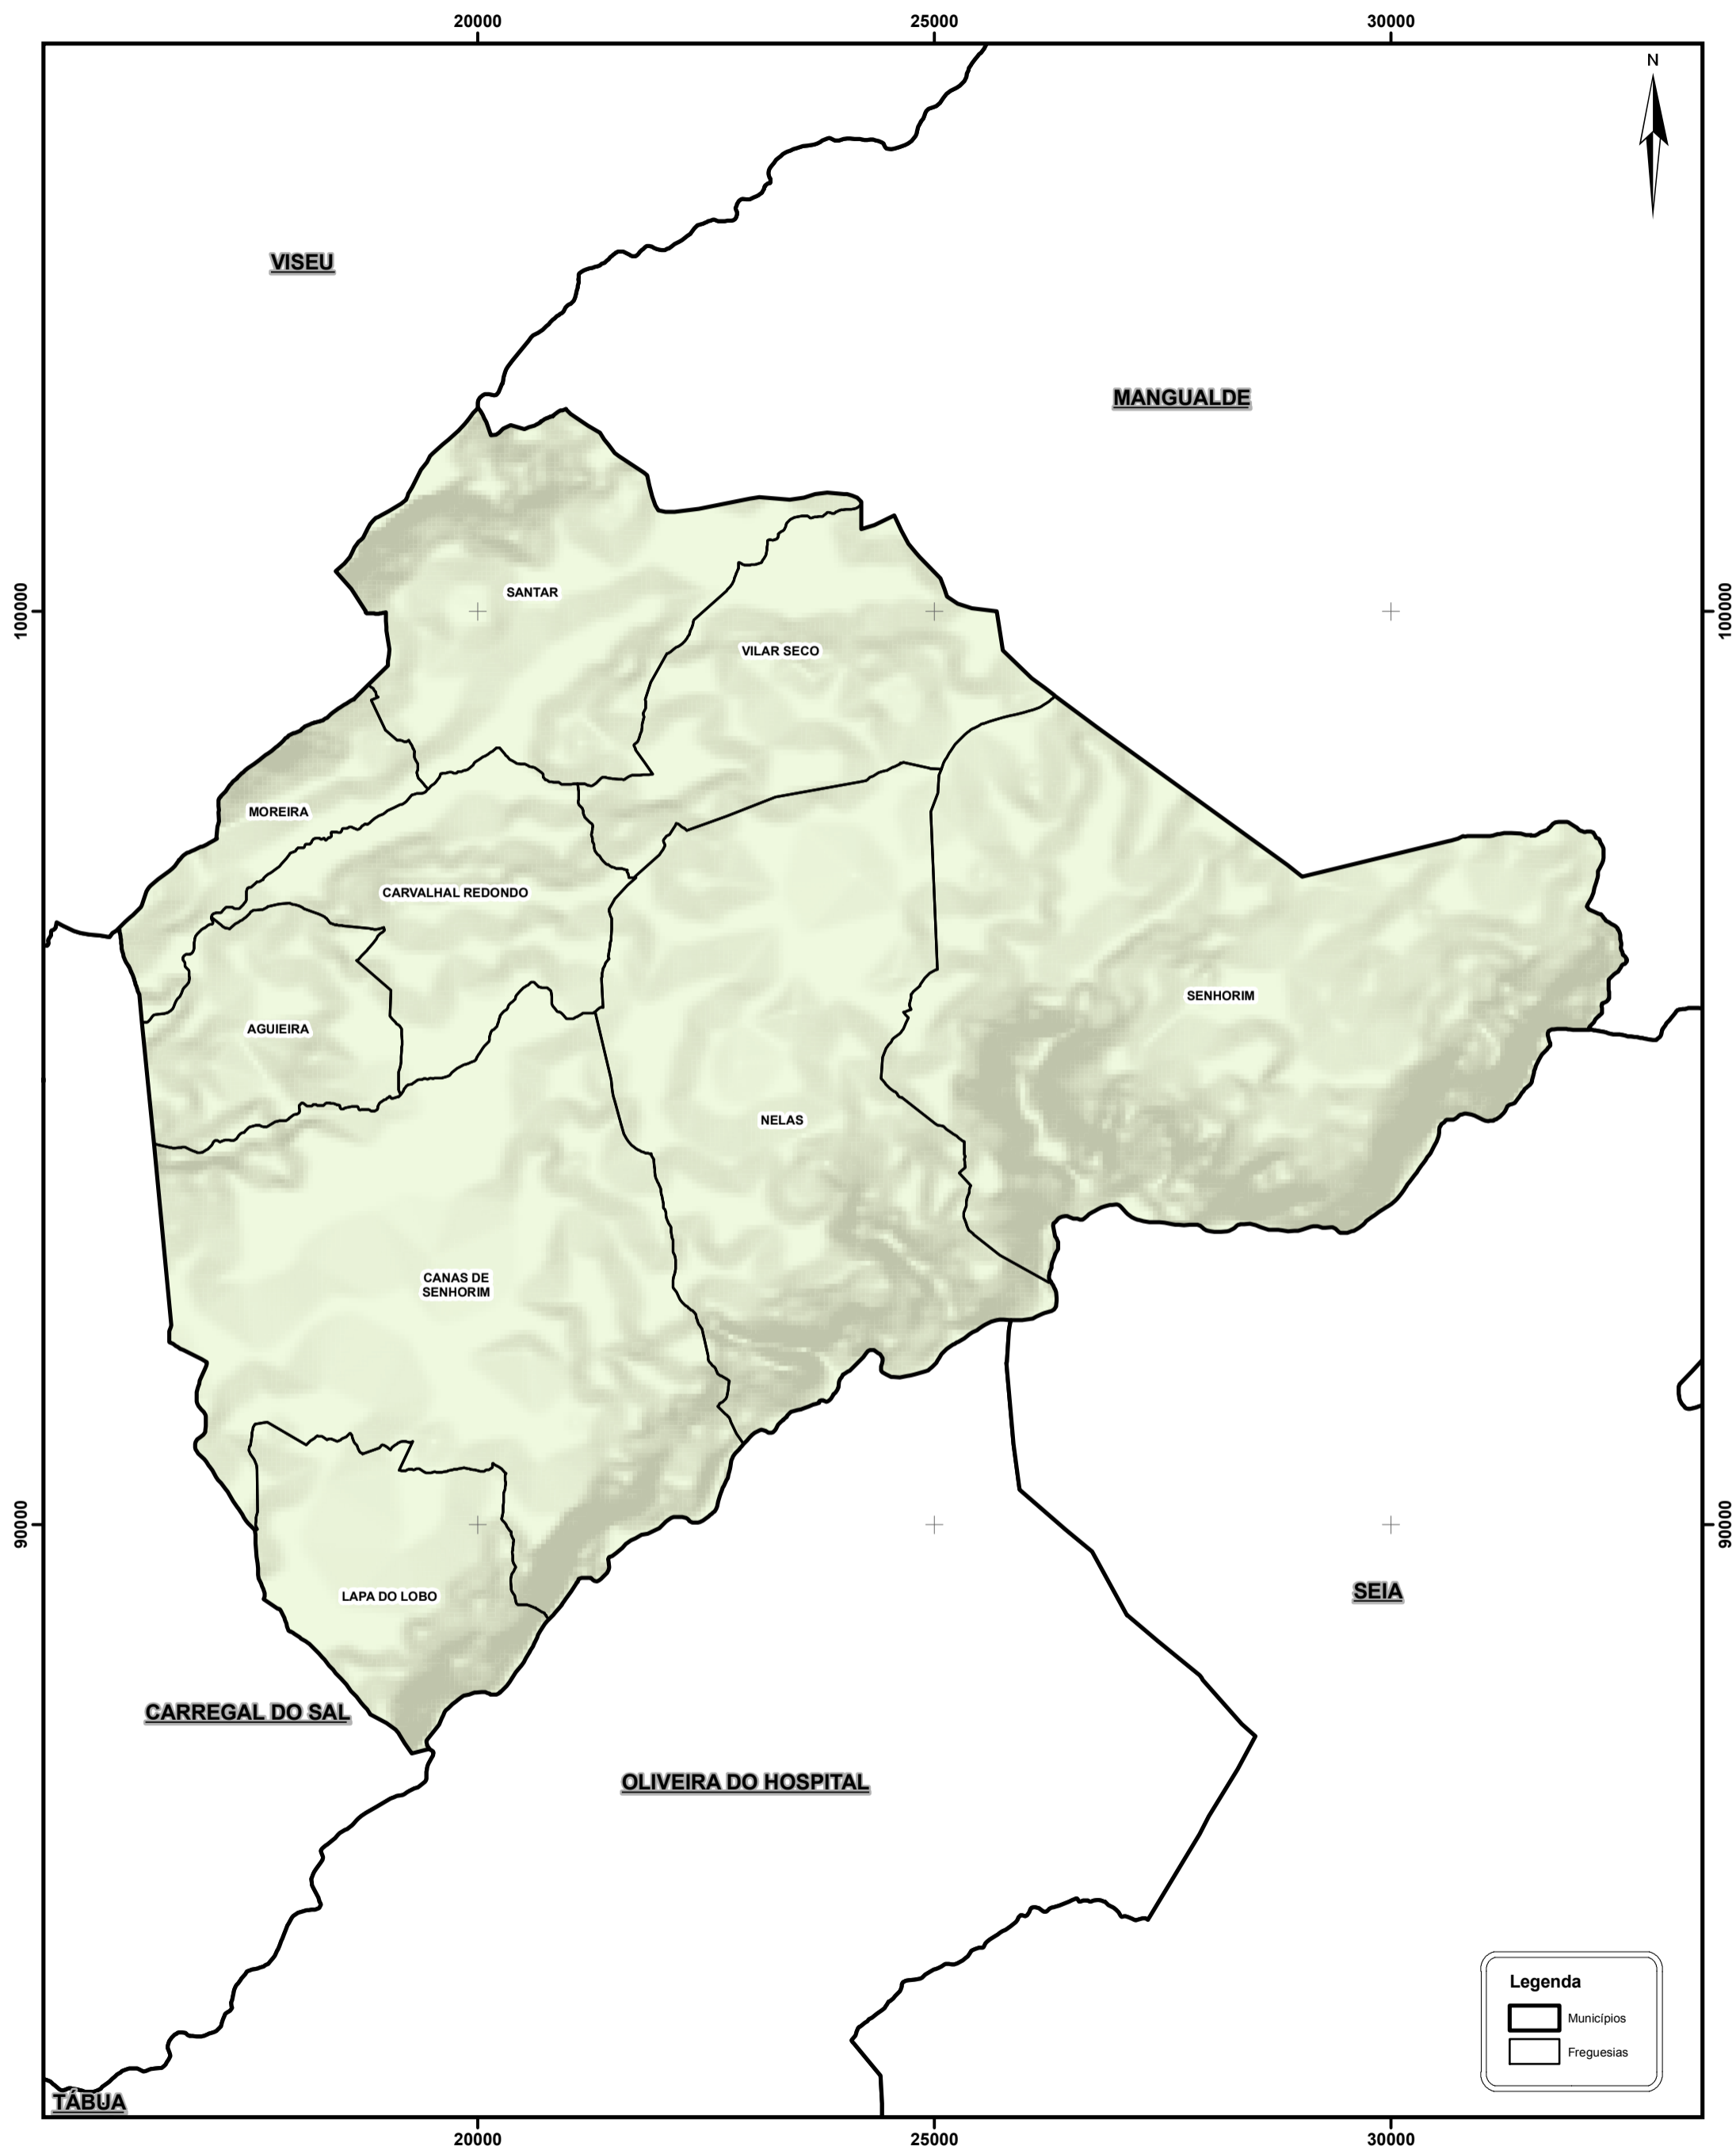 20000
25000
30000
N
VISEU
MANGUALDE
100000
100000
SANTAR
VILAR SECO
MOREIRA
CARVALHAL REDONDO
SENHORIM
AGUIEIRA
NELAS
CANAS DE
SENHORIM
90000
900000
LAPA DO LOBO
SEIA
CARREGAL DO SAL
OLIVEIRA DO HOSPITAL
Legenda
Municípios
Freguesias
TÁBUA
20000
25000
30000